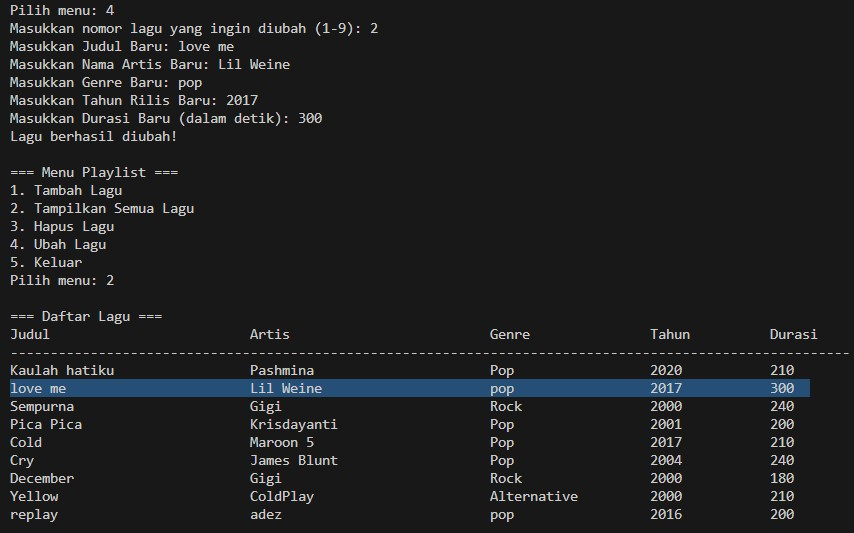 Pilih menu: 4
Masukkan nomor lagu yang ingin diubah (1-9): 2
Masukkan Judul Baru: love me
Masukkan Nama Artis Baru: Lil Weine
Masukkan Genre Baru: pop
Masukkan Tahun Rilis Baru: 2017
Masukkan Durasi Baru (dalam detik): 300
Lagu berhasil diubah!

=== Menu Playlist ===
1. Tambah Lagu
2. Tampilkan Semua Lagu
3. Hapus Lagu
4. Ubah Lagu
5. Keluar
Pilih menu: 2

=== Daftar Lagu ===
Judul                         Artis                         Genre               Tahun          Durasi
---------------------------------------------------------------------------------------------------------
Kaulah hatiku                 Pashmina                      Pop                 2020           210
love me                       Lil Weine                     pop                 2017           300
Sempurna                      Gigi                          Rock                2000           240
Pica Pica                     Krisdayanti                   Pop                 2001           200
Cold                          Maroon 5                      Pop                 2017           210
Cry                           James Blunt                   Pop                 2004           240
December                      Gigi                          Rock                2000           180
Yellow                        ColdPlay                      Alternative         2000           210
replay                        adez                          pop                 2016           200